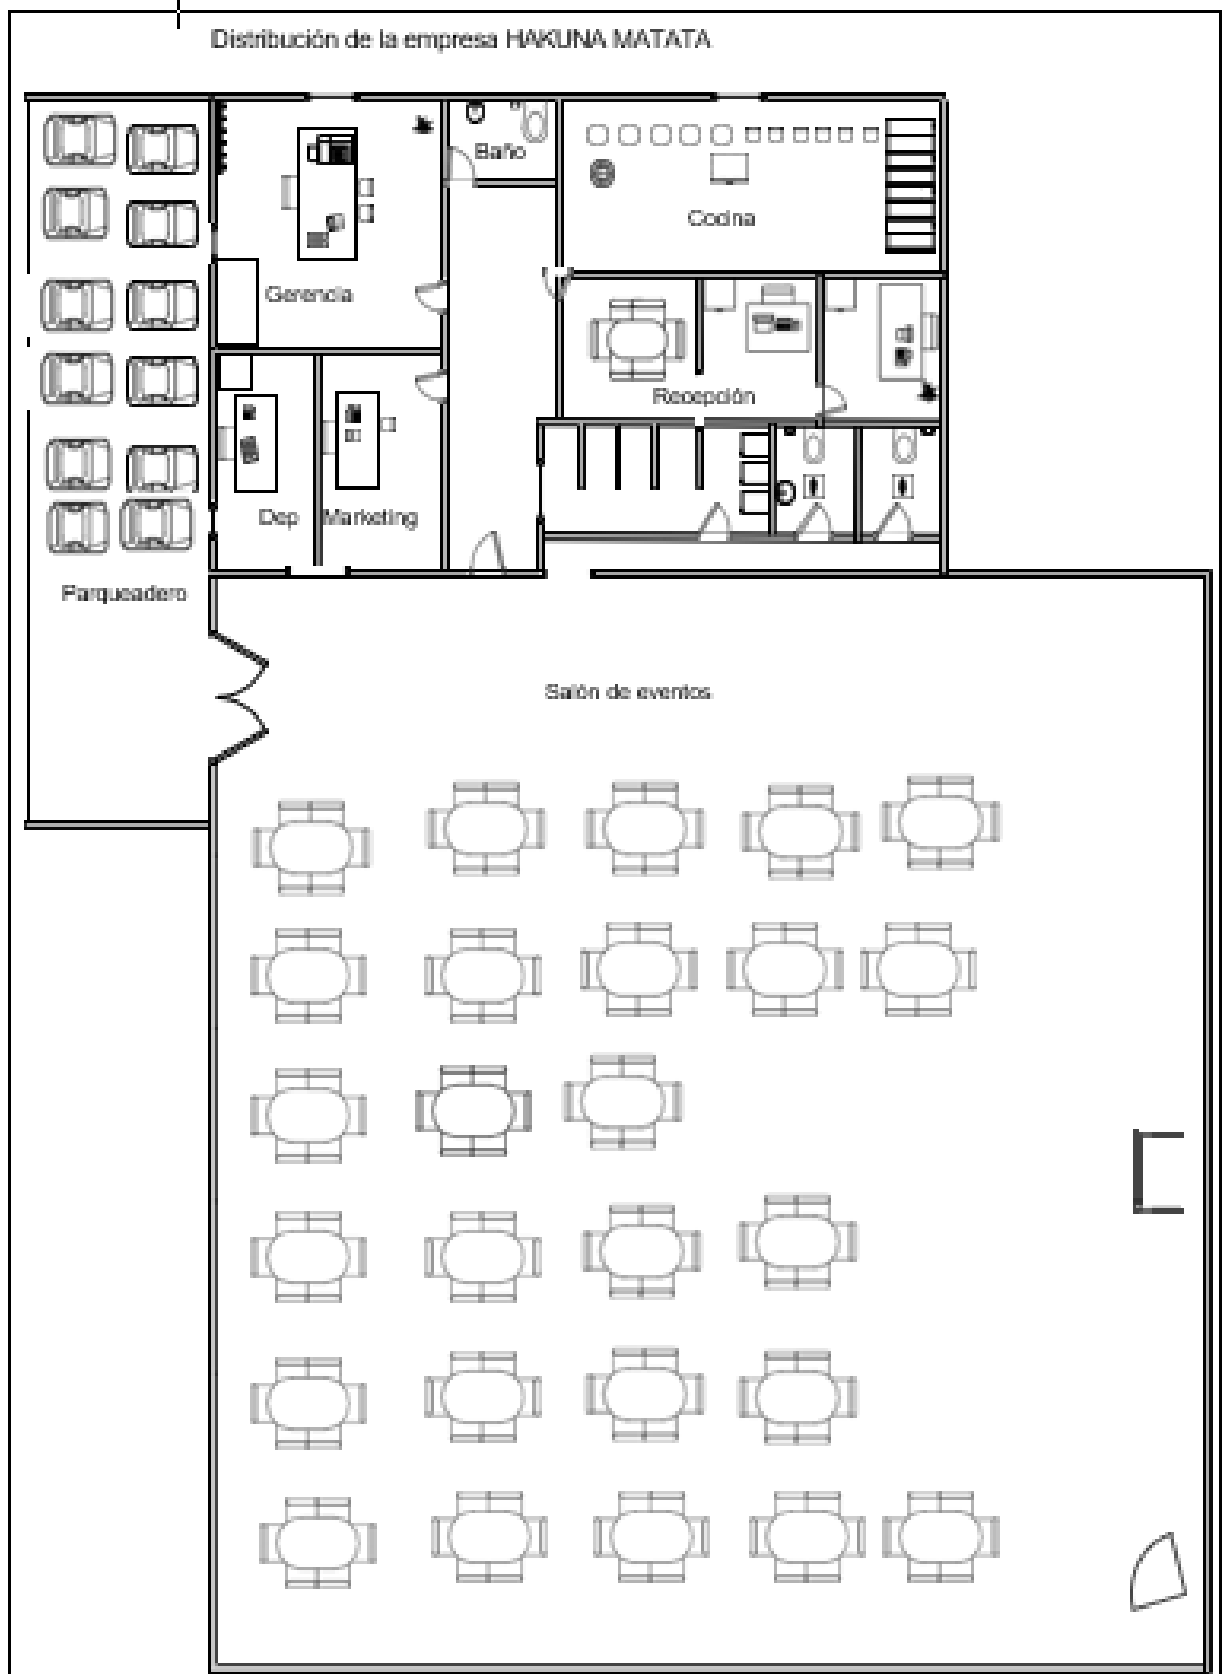 Distribución de la empresa HAKUNA MATATA
Baño
Cocina
Gerencia
Recepción
Dep
Marketing
Parqueadero
Salón de eventos